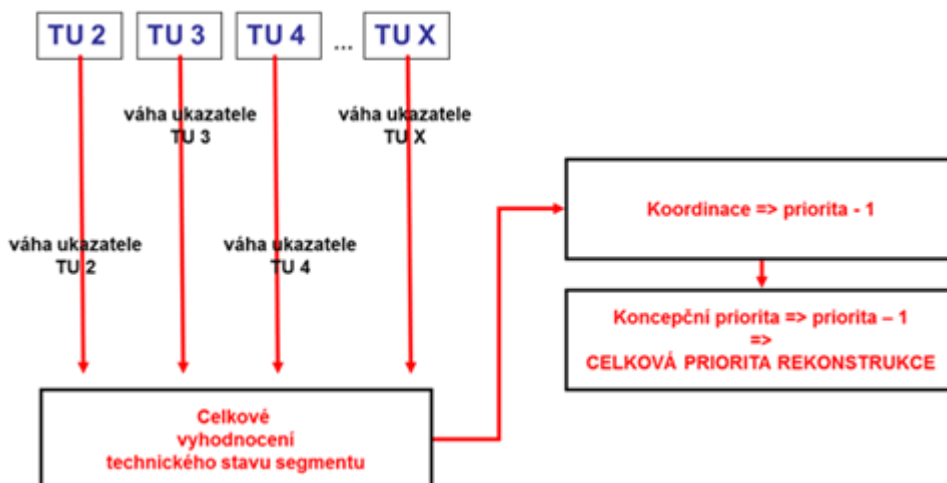 TU 2
TU 3
TU 4
...
TU X
váha ukazatele
TU 3
váha ukazatele
TU X
váha ukazatele
TU 2
váha ukazatele
TU 4
Koordinace => priorita - 1
Koncepční priorita => priorita – 1
=>
CELKOVÁ PRIORITA REKONSTRUKCE
Celkové
vyhodnocení
technického stavu segmentu